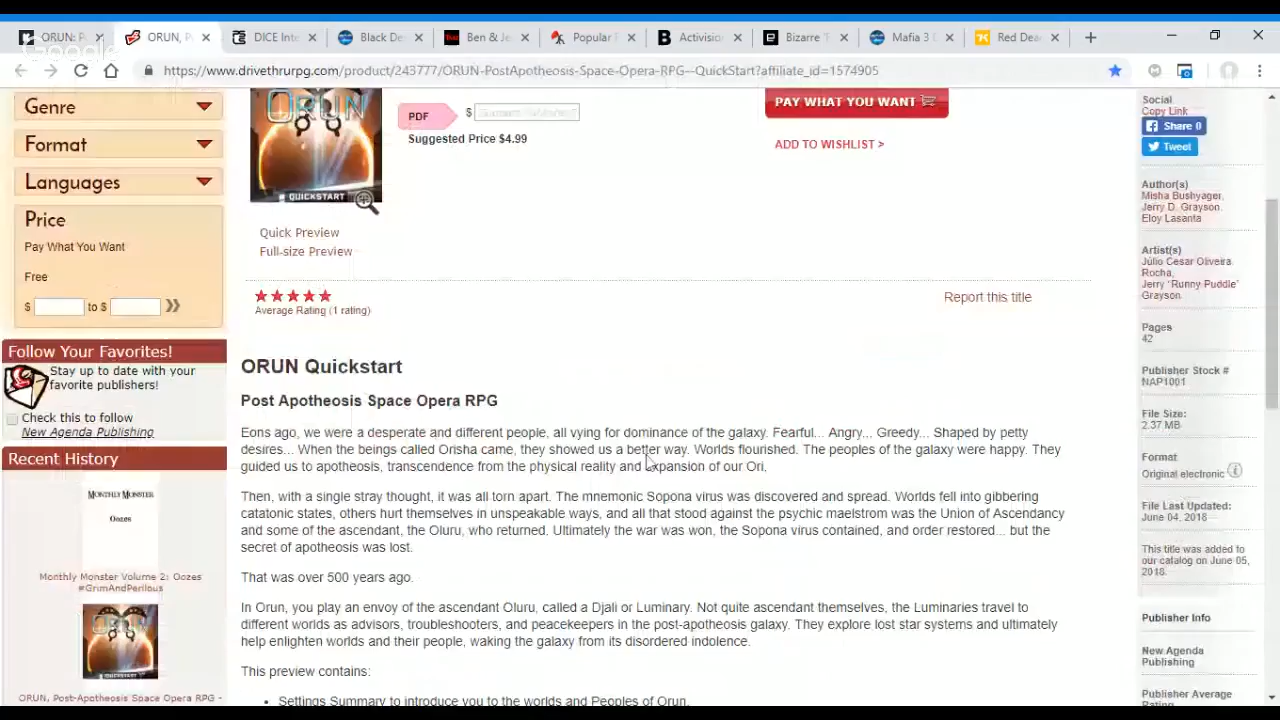 ORUN: P
ORUN, P
DICE Inte
Black De
Ben & Je
Popular F
Activision
Bizarre 'F
Mafia 3 D
Red Dea
Google
https://www.drivethrurpg.com/product/243777/ORUN-PostApotheosis-Space-Opera-RPG--QuickStart?affiliate_id=1574905
Genre
Format
Languages
Price
Pay What You Want
Free
$ to $
Follow Your Favorites!
Stay up to date with your
favorite publishers!
Check this to follow
New Agenda Publishing
Recent History
MONTHLY MONSTER
Oozes
Monthly Monster Volume 2: Oozes
#GrimAndPerilous
ORUN
ORUN, Post-Apotheosis Space Opera RPG -
ORUN
QUICKSTART
Quick Preview
Full-size Preview
PDF
$
Suggested Price $4.99
PAY WHAT YOU WANT
ADD TO WISHLIST >
Average Rating (1 rating)
Report this title
ORUN Quickstart
Post Apotheosis Space Opera RPG
Eons ago, we were a desperate and different people, all vying for dominance of the galaxy. Fearful... Angry... Greedy... Shaped by petty
desires... When the beings called Orisha came, they showed us a better way. Worlds flourished. The peoples of the galaxy were happy. They
guided us to apotheosis, transcendence from the physical reality and expansion of our Ori,
Then, with a single stray thought, it was all torn apart. The mnemonic Sopona virus was discovered and spread. Worlds fell into gibbering
catatonic states, others hurt themselves in unspeakable ways, and all that stood against the psychic maelstrom was the Union of Ascendancy
and some of the ascendant, the Oluru, who returned. Ultimately the war was won, the Sopona virus contained, and order restored... but the
secret of apotheosis was lost.
That was over 500 years ago.
In Orun, you play an envoy of the ascendant Oluru, called a Djali or Luminary. Not quite ascendant themselves, the Luminaries travel to
different worlds as advisors, troubleshooters, and peacekeepers in the post-apotheosis galaxy. They explore lost star systems and ultimately
help enlighten worlds and their people, waking the galaxy from its disordered indolence.
This preview contains:
• Settings Summary to introduce you to the worlds and Peoples of Orun.
Social
Copy Link
Share 0
Tweet
Author(s)
Misha Bushyager,
Jerry D. Grayson,
Eloy Lasanta
Artist(s)
Júlio César Oliveira
Rocha,
Jerry "Runny Puddle"
Grayson
Pages
42
Publisher Stock #
NAP1001
File Size:
2.37 MB
Format
Original electronic
File Last Updated:
June 04, 2018
This title was added to
our catalog on June 05,
2018.
Publisher Info
New Agenda
Publishing
Publisher Average
Rating